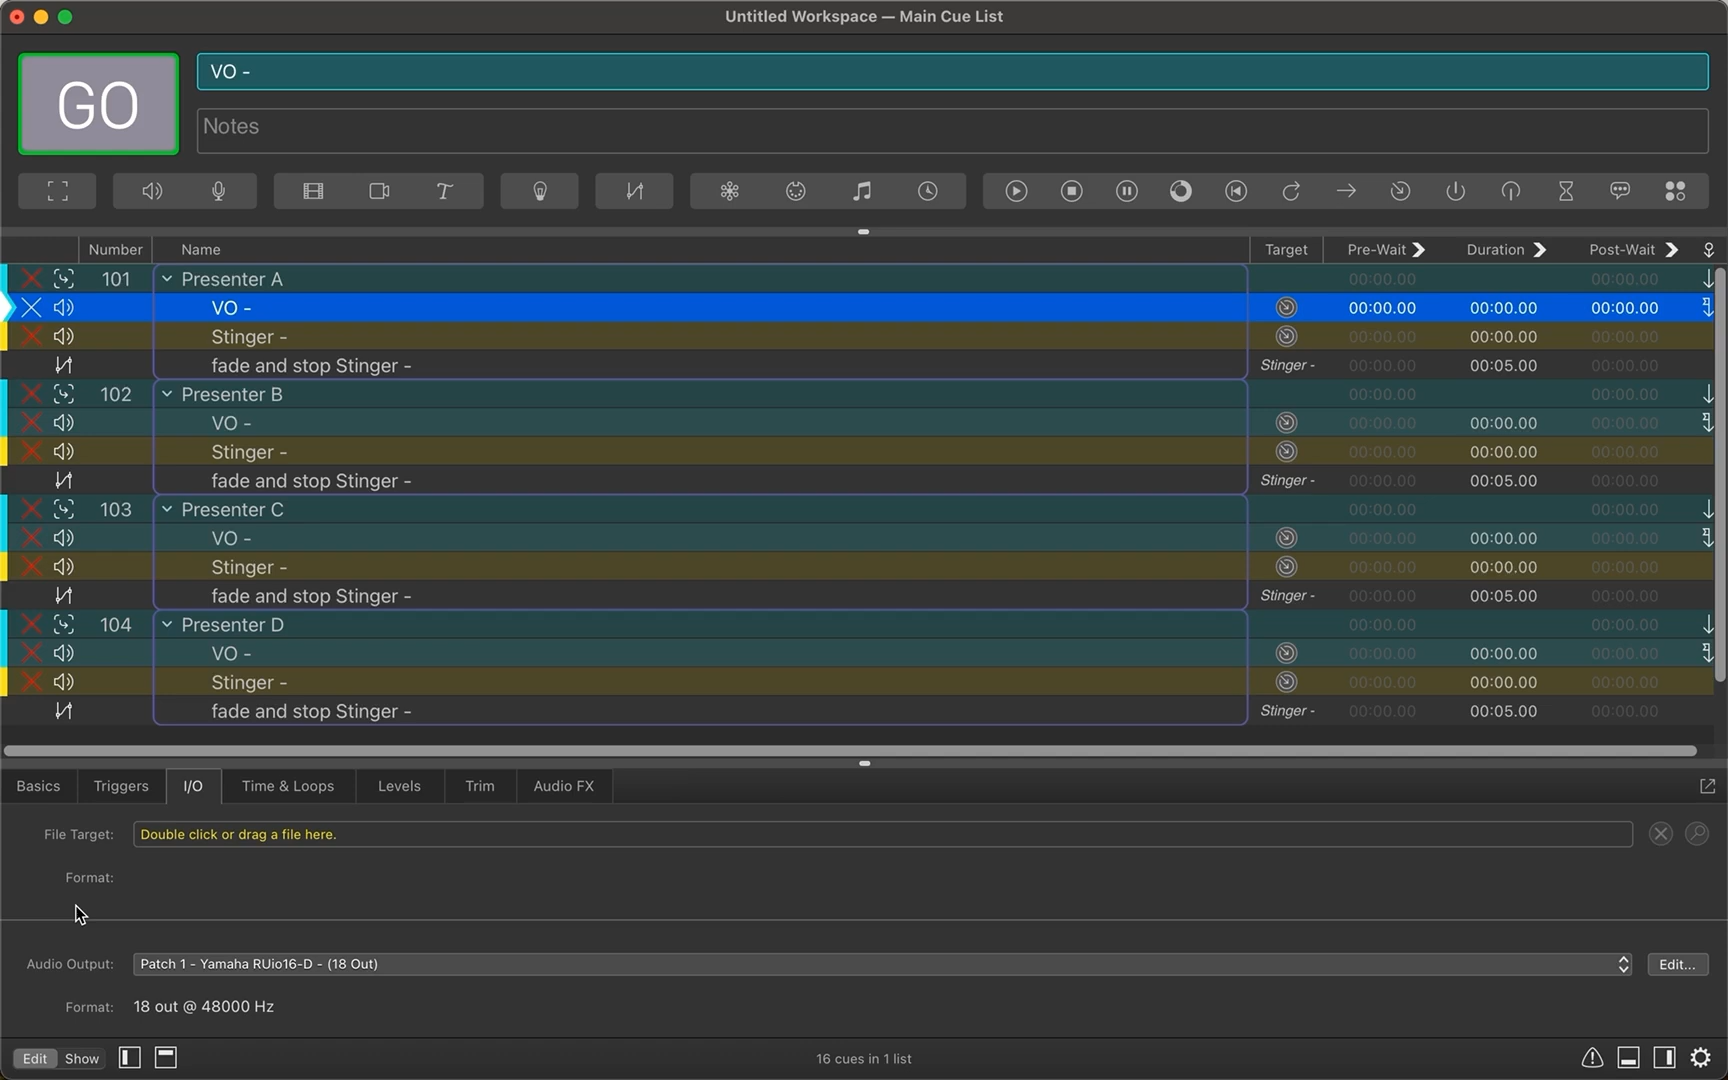 Untitled Workspace — Main Cue List
GO
VO -
Notes
Number Name Target Pre-Wait Duration Post-Wait
101 Presenter A 00:00.00 00:00.00
VO - 00:00.00 00:00.00 00:00.00
Stinger - 00:00.00 00:00.00 00:00.00
fade and stop Stinger - Stinger - 00:00.00 00:05.00 00:00.00
102 Presenter B 00:00.00 00:00.00
VO - 00:00.00 00:00.00 00:00.00
Stinger - 00:00.00 00:00.00 00:00.00
fade and stop Stinger - Stinger - 00:00.00 00:05.00 00:00.00
103 Presenter C 00:00.00 00:00.00
VO - 00:00.00 00:00.00 00:00.00
Stinger - 00:00.00 00:00.00 00:00.00
fade and stop Stinger - Stinger - 00:00.00 00:05.00 00:00.00
104 Presenter D 00:00.00 00:00.00
VO - 00:00.00 00:00.00 00:00.00
Stinger - 00:00.00 00:00.00 00:00.00
fade and stop Stinger - Stinger - 00:00.00 00:05.00 00:00.00
Basics Triggers I/O Time & Loops Levels Trim Audio FX
File Target: Double click or drag a file here.
Format:
Audio Output: Patch 1 - Yamaha RUio16-D - (18 Out) Edit...
Format: 18 out @ 48000 Hz
Edit Show 16 cues in 1 list